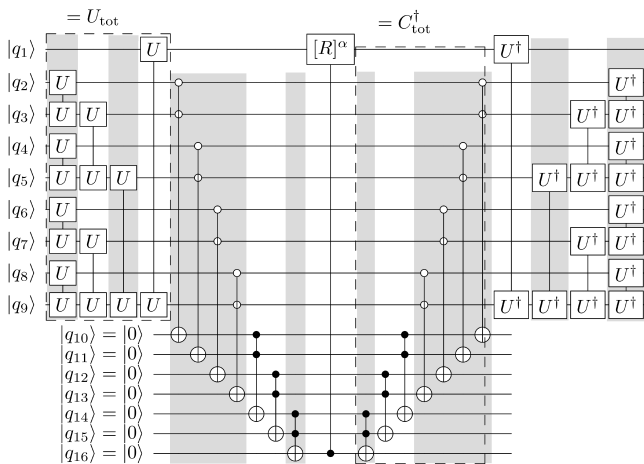 = U_tot = C†_tot
|q₁⟩ U [R]^α U†
|q₂⟩ U U†
|q₃⟩ U U U† U†
|q₄⟩ U U†
|q₅⟩ U U U U† U† U†
|q₆⟩ U U†
|q₇⟩ U U U† U†
|q₈⟩ U U†
|q₉⟩ U U U U U† U† U† U†
|q₁₀⟩ = |0⟩
|q₁₁⟩ = |0⟩
|q₁₂⟩ = |0⟩
|q₁₃⟩ = |0⟩
|q₁₄⟩ = |0⟩
|q₁₅⟩ = |0⟩
|q₁₆⟩ = |0⟩